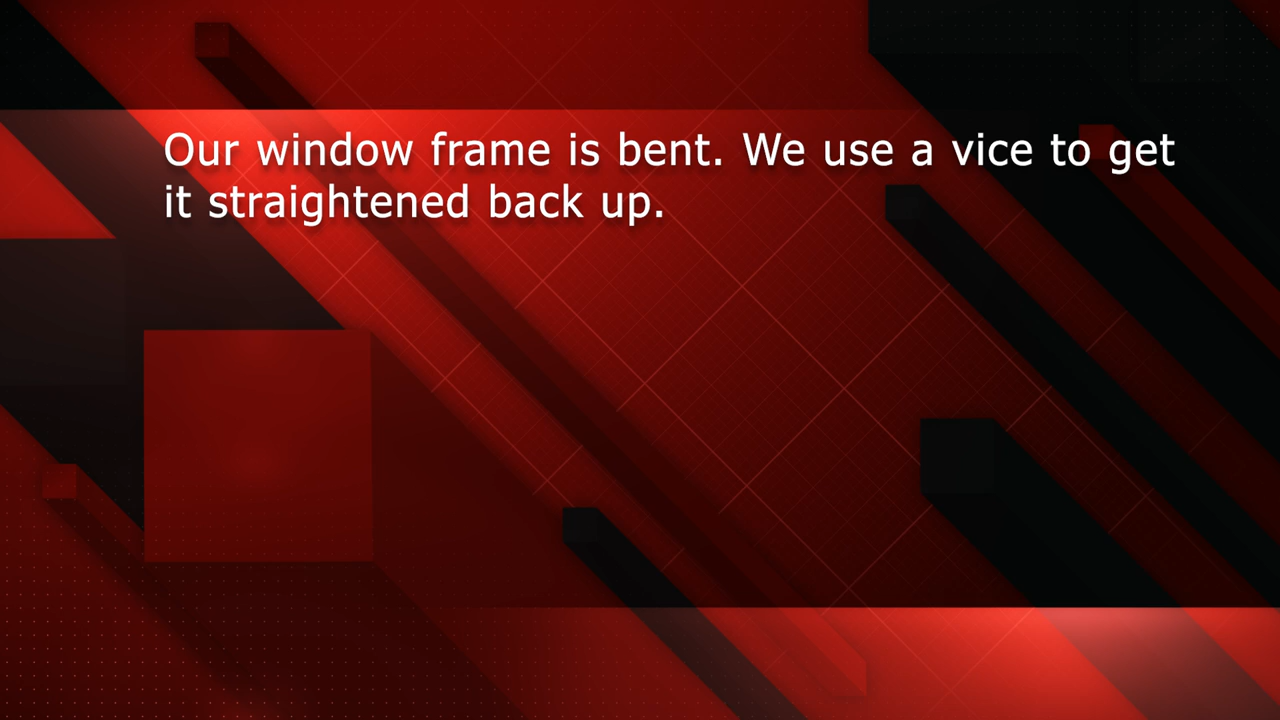 Our window frame is bent. We use a vice to get
it straightened back up.